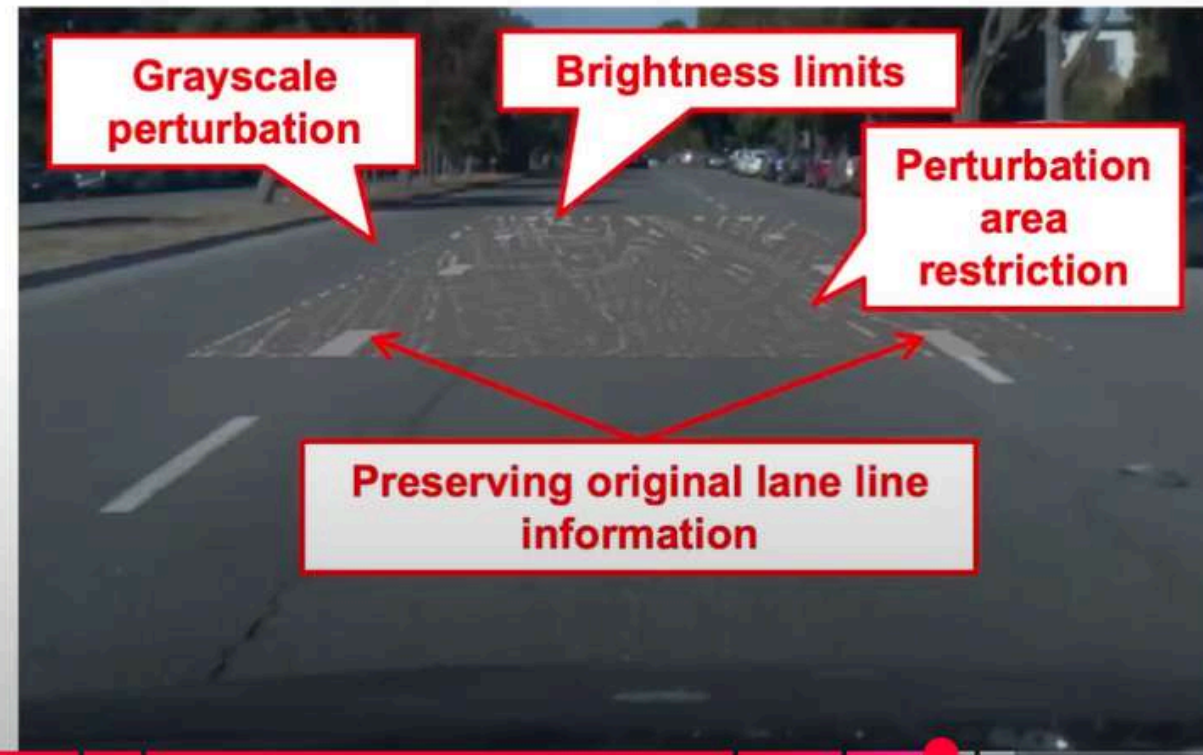 Grayscale
perturbation
Brightness limits
Perturbation
area
restriction
Preserving original lane line
information